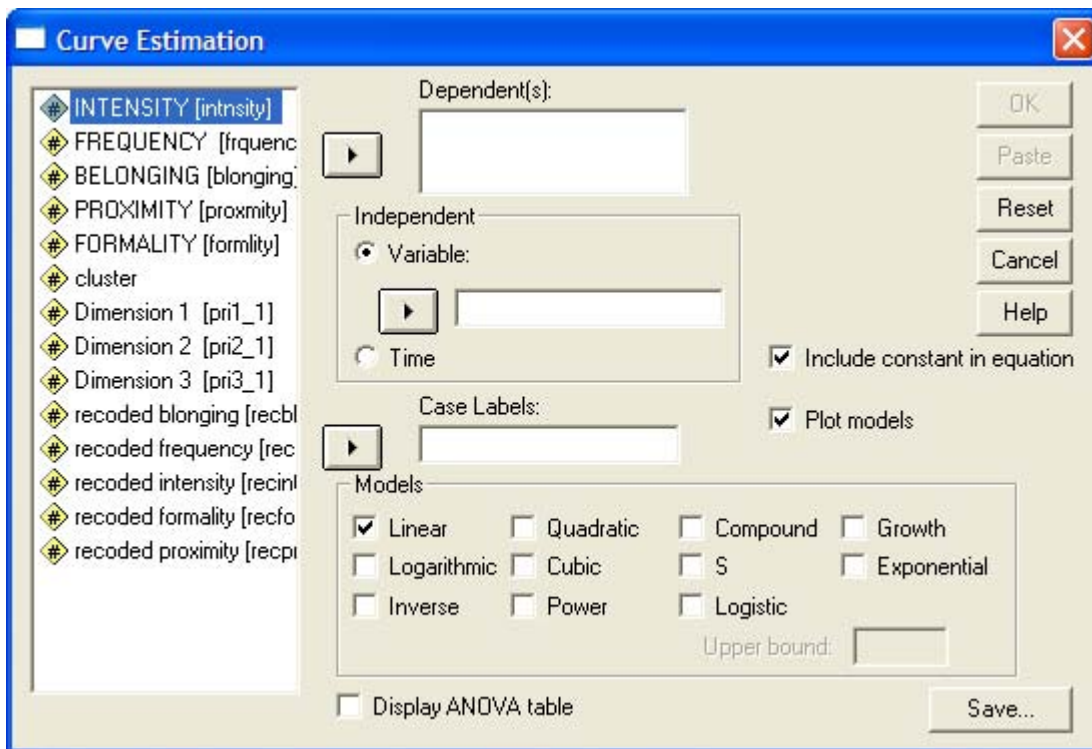 Curve Estimation
INTENSITY [intnsity]
FREQUENCY [frquenc
BELONGING [blonging]
PROXIMITY [proxmity]
FORMALITY [formlity]
cluster
Dimension 1 [pri1_1]
Dimension 2 [pri2_1]
Dimension 3 [pri3_1]
recoded blonging [recbl
recoded frequency [rec
recoded intensity [recint
recoded formality [recfo
recoded proximity [recpr
Dependent(s):
Independent
Variable:
Time
Case Labels:
OK
Paste
Reset
Cancel
Help
Include constant in equation
Plot models
Models
Linear Quadratic Compound Growth
Logarithmic Cubic S Exponential
Inverse Power Logistic
Upper bound:
Display ANOVA table
Save...